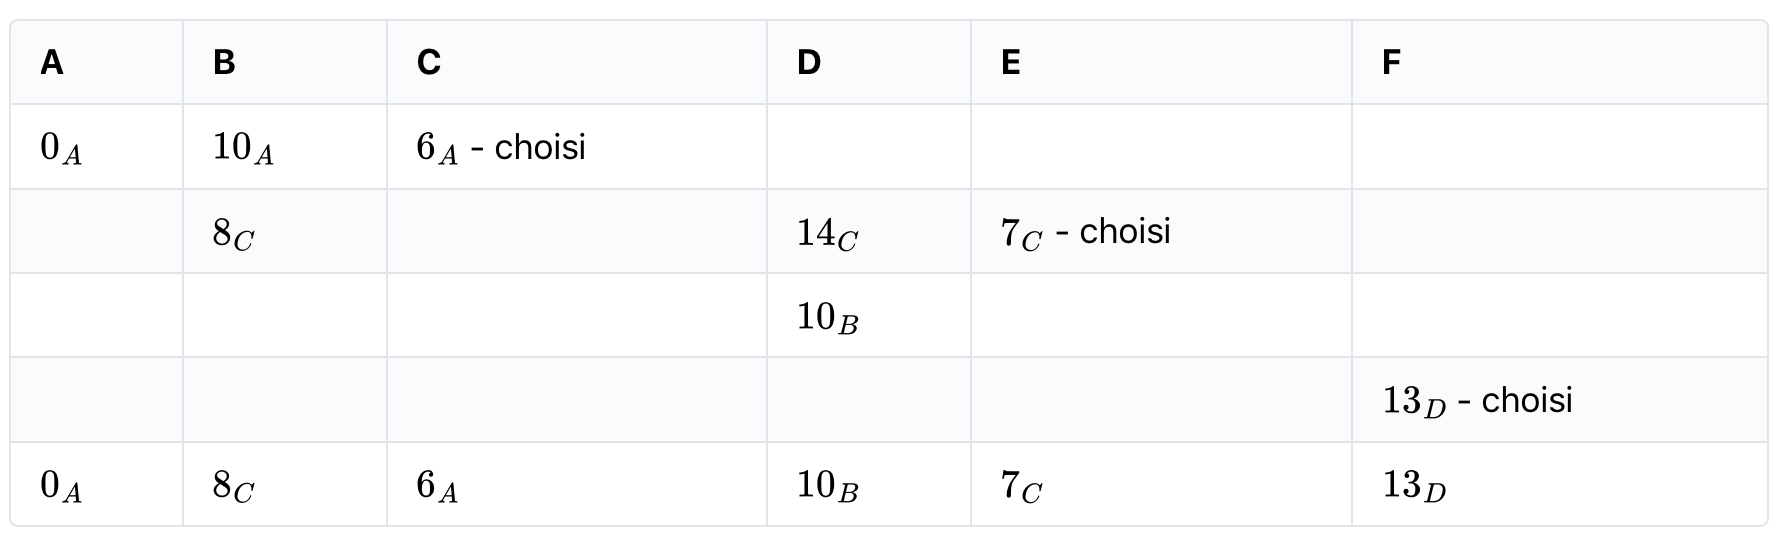 A B C D E F
0_A 10_A 6_A - choisi
8_C 14_C 7_C - choisi
10_B
13_D - choisi
0_A 8_C 6_A 10_B 7_C 13_D